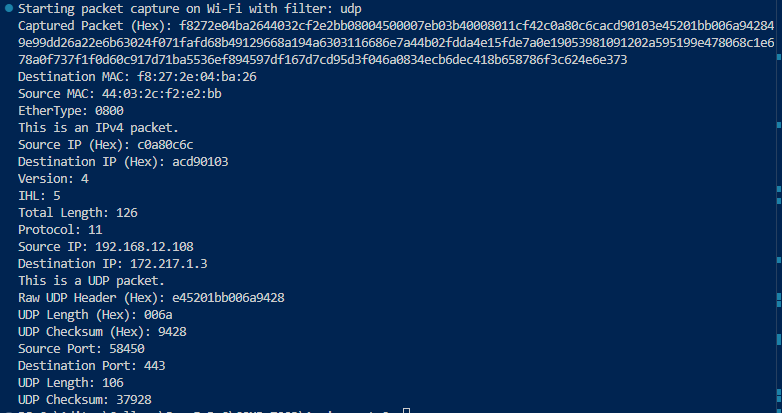 Starting packet capture on Wi-Fi with filter: udp
Captured Packet (Hex): f8272e04ba2644032cf2e2bb08004500007eb03b40008011cf42c0a80c6cacd90103e45201bb006a94284
9e99dd26a22e6b63024f071fafd68b49129668a194a6303116686e7a44b02fdda4e15fde7a0e19053981091202a595199e478068c1e6
78a0f737f1f0d60c917d71ba5536ef894597df167d7cd95d3f046a0834ecb6dec418b658786f3c624e6e373
Destination MAC: f8:27:2e:04:ba:26
Source MAC: 44:03:2c:f2:e2:bb
EtherType: 0800
This is an IPv4 packet.
Source IP (Hex): c0a80c6c
Destination IP (Hex): acd90103
Version: 4
IHL: 5
Total Length: 126
Protocol: 11
Source IP: 192.168.12.108
Destination IP: 172.217.1.3
This is a UDP packet.
Raw UDP Header (Hex): e45201bb006a9428
UDP Length (Hex): 006a
UDP Checksum (Hex): 9428
Source Port: 58450
Destination Port: 443
UDP Length: 106
UDP Checksum: 37928